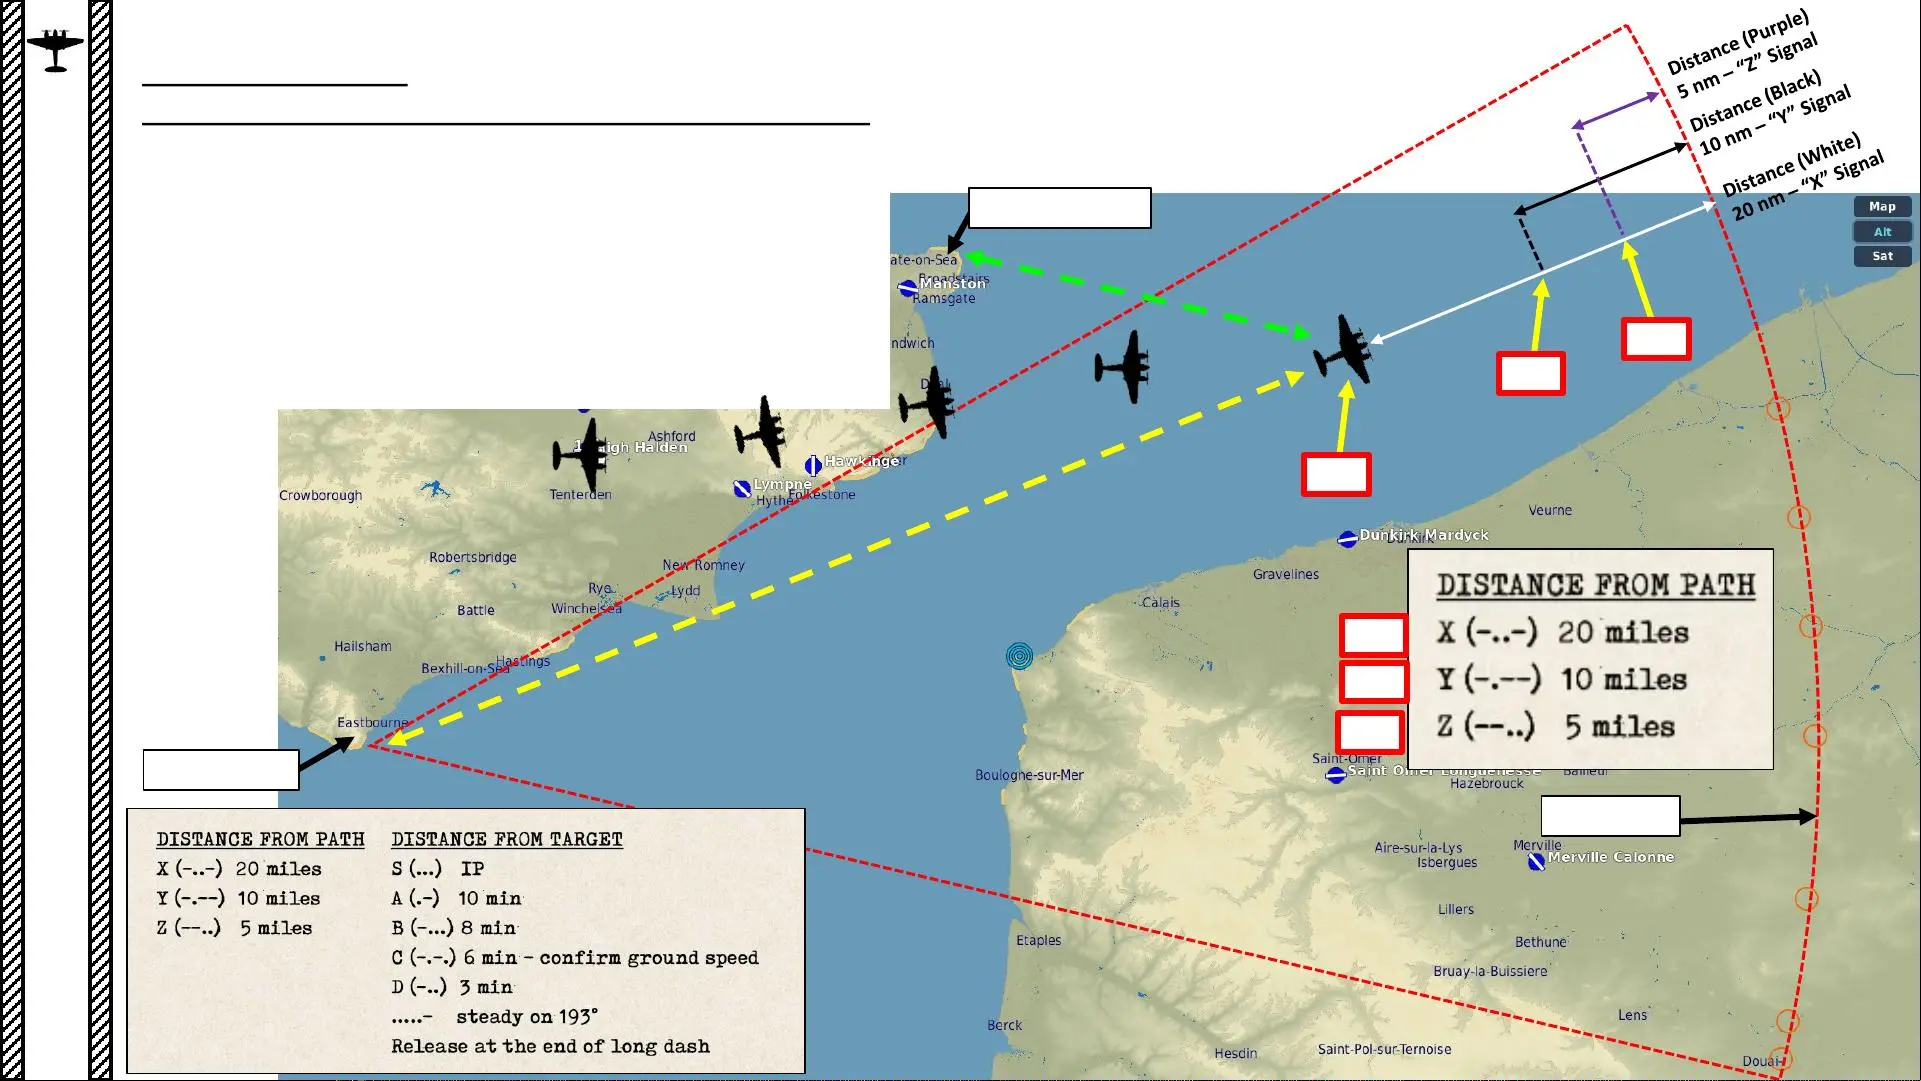 Distance (Purple)
5 nm – “Z” Signal
Distance (Black)
10 nm – “Y” Signal
Distance (White)
20 nm – “X” Signal
Map
Alt
Sat
ate-on-Sea
Broadstairs
Manston
Ramsgate
ndwich
Ashford
High Halden
Hawkinge
Crowborough
Tenterden
Lympne
Hythe
Folkestone
Veurne
Dunkirk Mardyck
Dunkirk
Robertsbridge
New Romney
Gravelines
Rye
Lydd
Battle
Winchelsea
Calais
Hailsham
Bexhill-on-Sea
Hastings
Eastbourne
DISTANCE FROM PATH
X (-..-) 20 miles
Y (-.--) 10 miles
Z (--..) 5 miles
Saint-Omer
Saint Omer Longuenesse
Bailleul
Boulogne-sur-Mer
Hazebrouck
Aire-sur-la-Lys
Merville
Isbergues
Merville Calonne
Lillers
Etaples
Bethune
Bruay-la-Buissiere
Berck
Lens
Hesdin
Saint-Pol-sur-Ternoise
Douai
DISTANCE FROM PATH
X (-..-) 20 miles
Y (-.--) 10 miles
Z (--..) 5 miles
DISTANCE FROM TARGET
S (...) IP
A (.-) 10 min
B (-...) 8 min
C (-.-.) 6 min - confirm ground speed
D (-..) 3 min
.....- steady on 193°
Release at the end of long dash